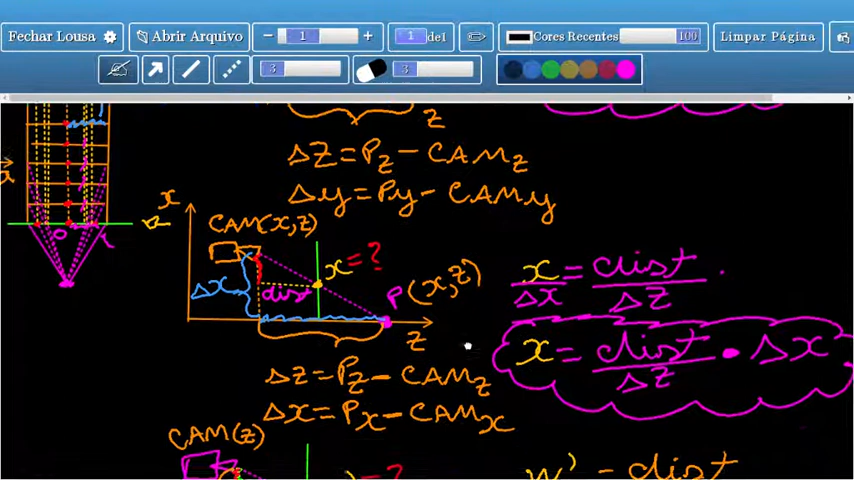 Fechar Lousa
Abrir Arquivo
− 1 +
1 de1
Cores Recentes
100
Limpar Página
3
3
z
ΔZ = Pz − CAMz
Δy = Py − CAMy
x
CAM(x,z)
x = ?
Δx
dist
P(x,z)
z
x/Δx = dist/ΔZ
x = dist/ΔZ • Δx
Δz = Pz − CAMz
Δx = Px − CAMx
CAM(z)
= ?
W' = dist